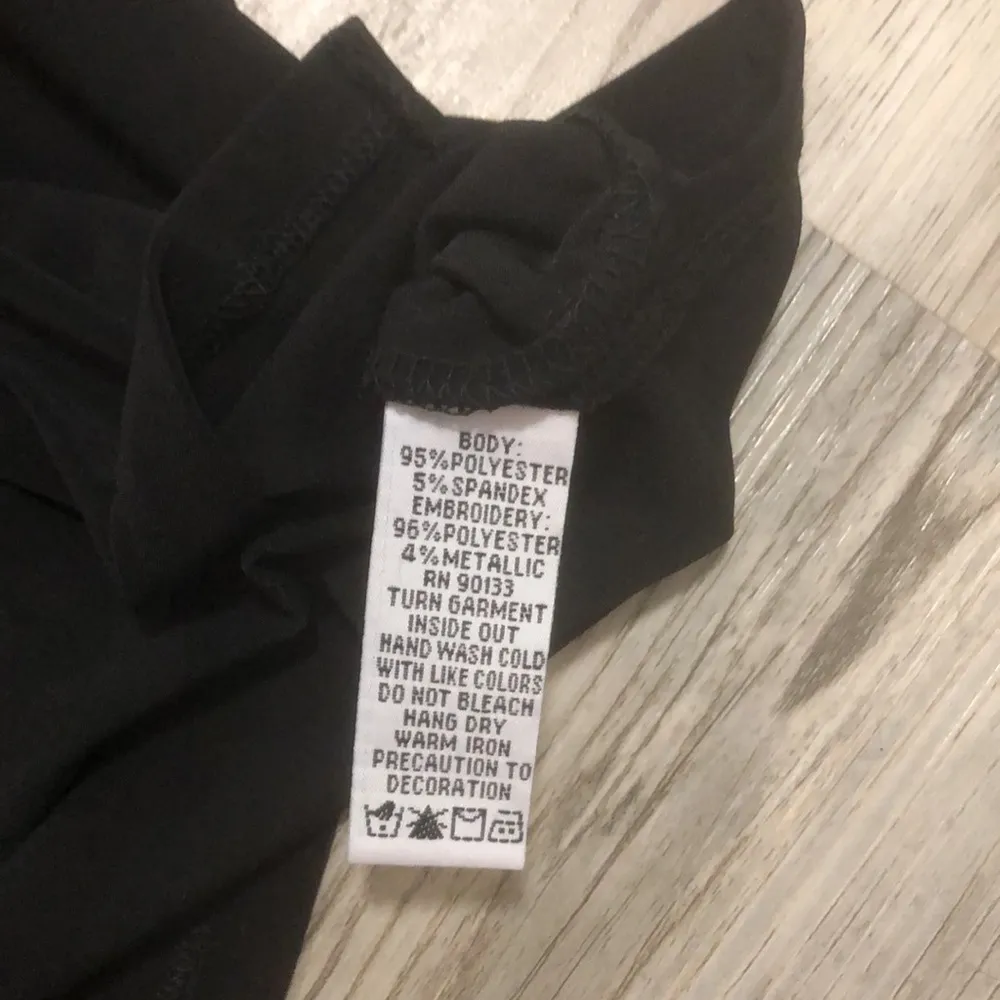 BODY:
95%POLYESTER
5%SPANDEX
EMBROIDERY:
96%POLYESTER
4%METALLIC
RN 90133
TURN GARMENT
INSIDE OUT
HAND WASH COLD
WITH LIKE COLORS
DO NOT BLEACH
HANG DRY
WARM IRON
PRECAUTION TO
DECORATION